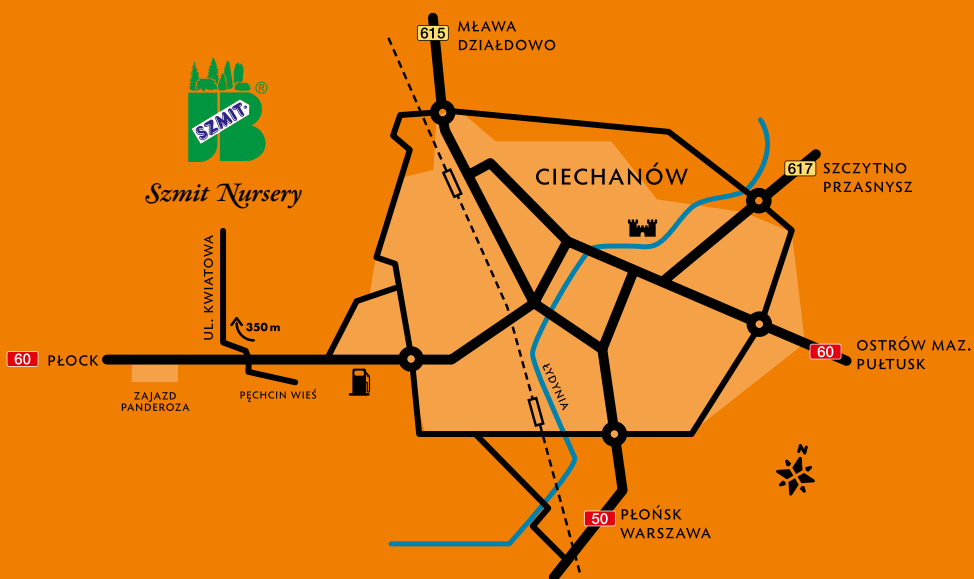 615
MŁAWA
DZIAŁDOWO
®
SZMIT
Szmit Nursery
CIECHANÓW
617
SZCZYTNO
PRZASNYSZ
UL. KWIATOWA
350 m
60
PŁOCK
ZAJAZD
PANDEROZA
PĘCHCIN WIEŚ
ŁYDYNIA
60
OSTRÓW MAZ.
PUŁTUSK
N
50
PŁOŃSK
WARSZAWA